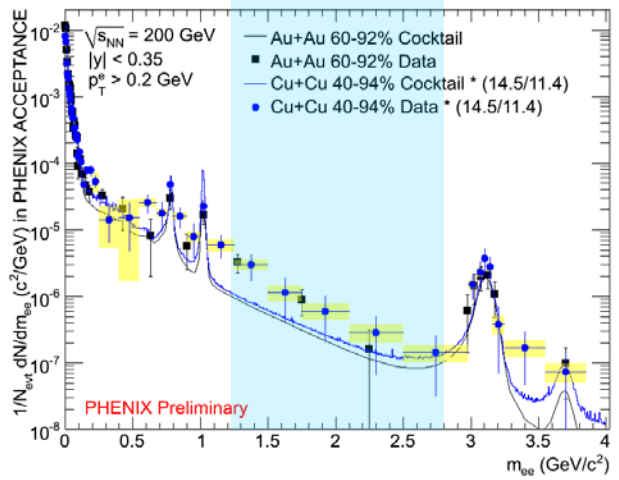 √s_NN = 200 GeV
|y| < 0.35
p_T^e > 0.2 GeV
Au+Au 60-92% Cocktail
Au+Au 60-92% Data
Cu+Cu 40-94% Cocktail * (14.5/11.4)
Cu+Cu 40-94% Data * (14.5/11.4)
1/N_evt dN/dm_ee (c²/GeV) in PHENIX ACCEPTANCE
10⁻²
10⁻³
10⁻⁴
10⁻⁵
10⁻⁶
10⁻⁷
10⁻⁸
PHENIX Preliminary
0 0.5 1 1.5 2 2.5 3 3.5 4
m_ee (GeV/c²)